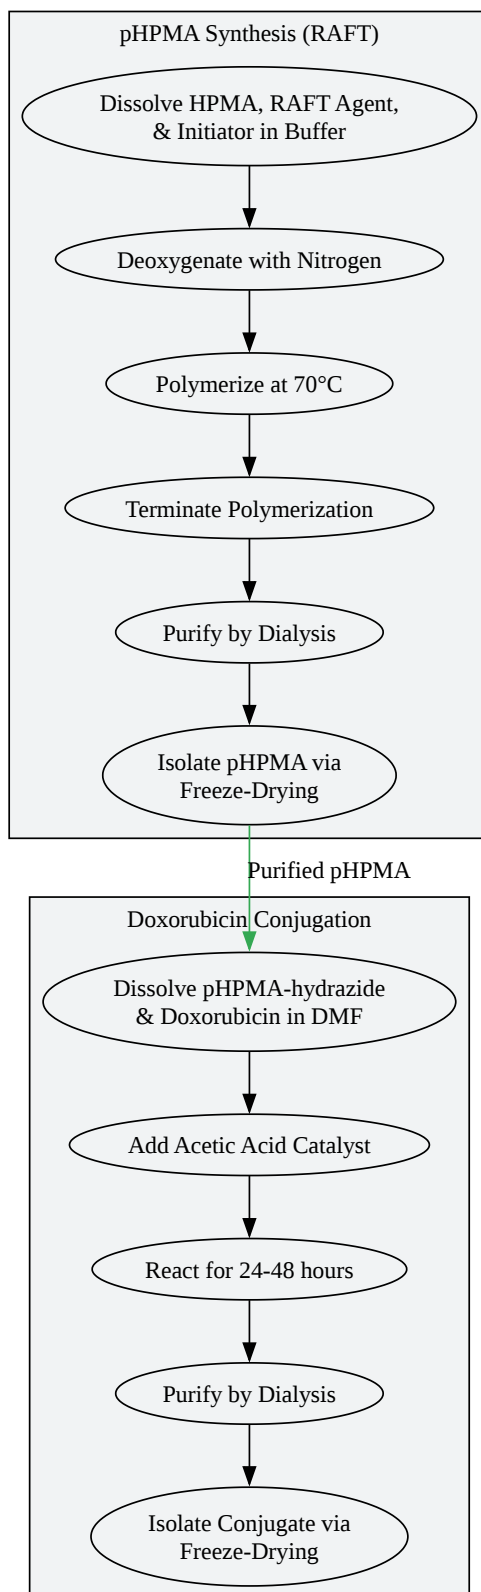 pHPMA Synthesis (RAFT)
Dissolve HPMA, RAFT Agent,
& Initiator in Buffer
Deoxygenate with Nitrogen
Polymerize at 70°C
Terminate Polymerization
Purify by Dialysis
Isolate pHPMA via
Freeze-Drying
Purified pHPMA
Doxorubicin Conjugation
Dissolve pHPMA-hydrazide
& Doxorubicin in DMF
Add Acetic Acid Catalyst
React for 24-48 hours
Purify by Dialysis
Isolate Conjugate via
Freeze-Drying